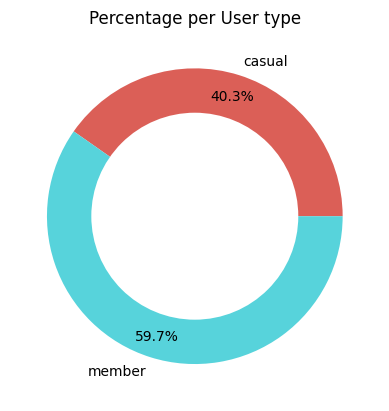 Percentage per User type
casual
40.3%
59.7%
member